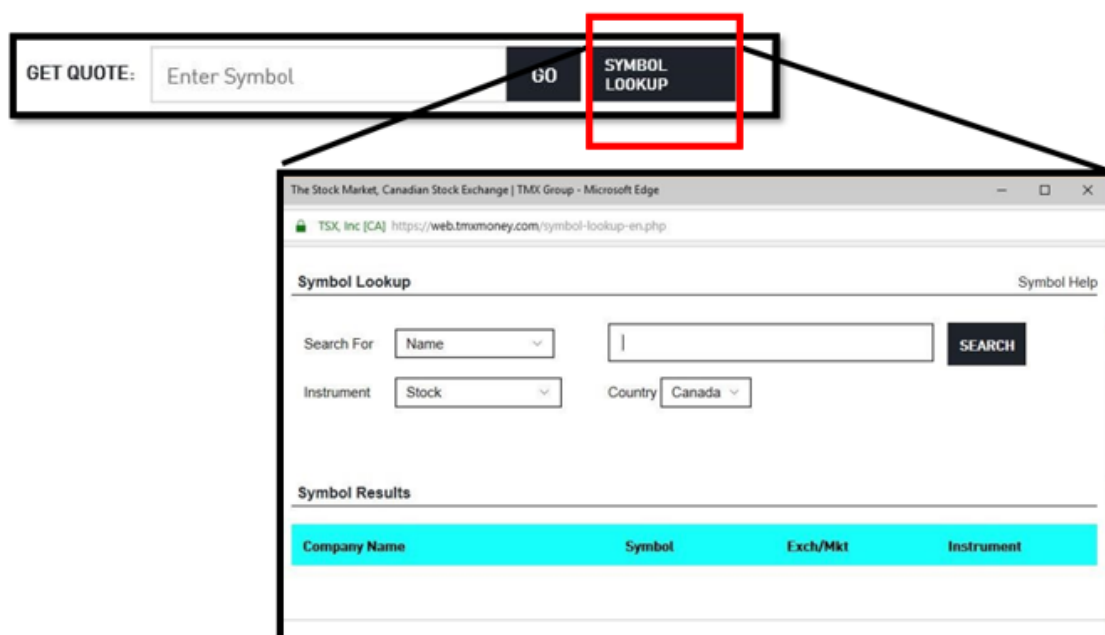 GET QUOTE: Enter Symbol GO SYMBOL
LOOKUP
The Stock Market, Canadian Stock Exchange | TMX Group - Microsoft Edge
TSX, Inc [CA] https://web.tmxmoney.com/symbol-lookup-en.php
Symbol Lookup Symbol Help
Search For Name SEARCH
Instrument Stock Country Canada
Symbol Results
Company Name Symbol Exch/Mkt Instrument